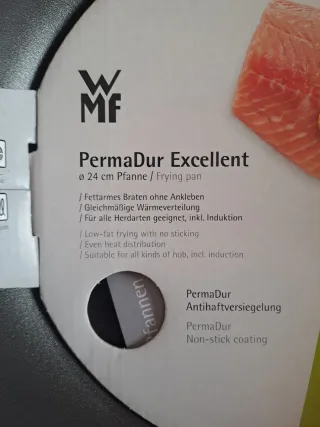 WMF
PermaDur Excellent
ø 24 cm Pfanne / Frying pan
/ Fettarmes Braten ohne Ankleben
/ Gleichmäßige Wärmeverteilung
/ Für alle Herdarten geeignet, inkl. Induktion
/ Low-fat frying with no sticking
/ Even heat distribution
/ Suitable for all kinds of hob, incl. induction
fannen
PermaDur
Antihaftversiegelung
PermaDur
Non-stick coating